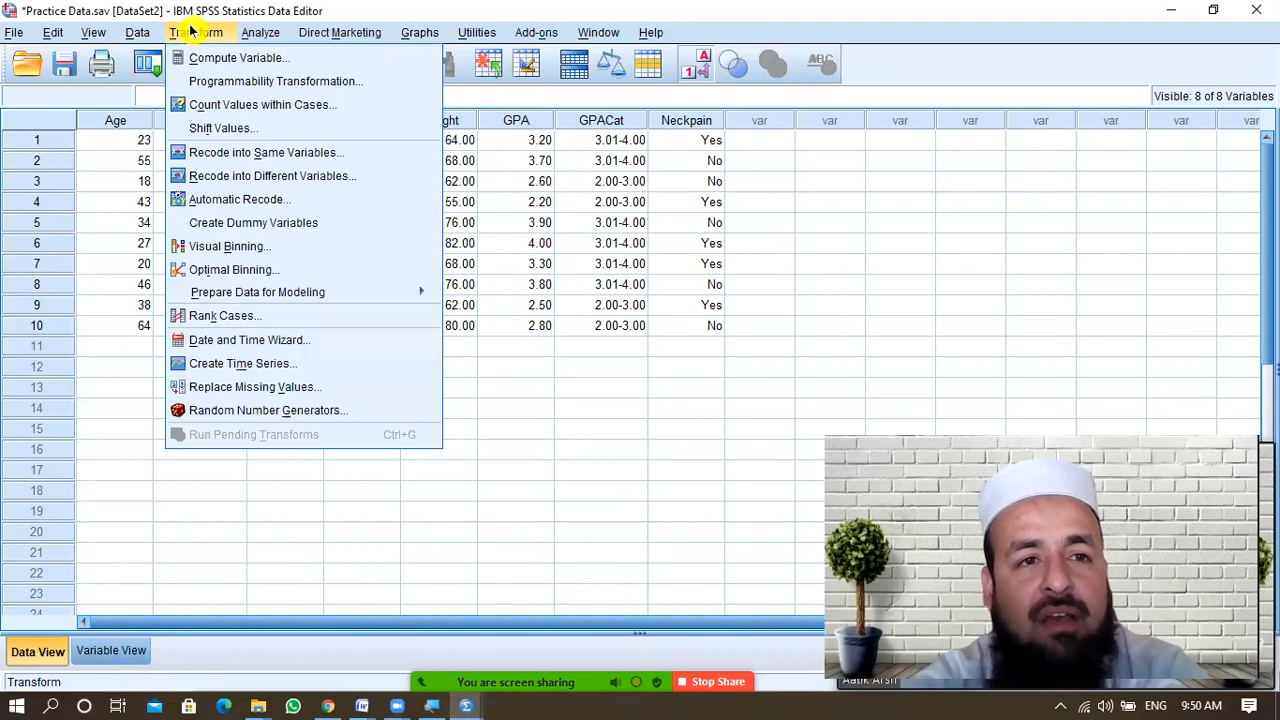 *Practice Data.sav [DataSet2] - IBM SPSS Statistics Data Editor
File Edit View Data Transform Analyze Direct Marketing Graphs Utilities Add-ons Window Help
Visible: 8 of 8 Variables
Age ght GPA GPACat Neckpain var var var var var var var
1 23 64.00 3.20 3.01-4.00 Yes
2 55 68.00 3.70 3.01-4.00 No
3 18 62.00 2.60 2.00-3.00 No
4 43 55.00 2.20 2.00-3.00 Yes
5 34 76.00 3.90 3.01-4.00 No
6 27 82.00 4.00 3.01-4.00 Yes
7 20 68.00 3.30 3.01-4.00 Yes
8 46 76.00 3.80 3.01-4.00 No
9 38 62.00 2.50 2.00-3.00 Yes
10 64 80.00 2.80 2.00-3.00 No
11
12
13
14
15
16
17
18
19
20
21
22
23
24
Compute Variable...
Programmability Transformation...
Count Values within Cases...
Shift Values...
Recode into Same Variables...
Recode into Different Variables...
Automatic Recode...
Create Dummy Variables
Visual Binning...
Optimal Binning...
Prepare Data for Modeling
Rank Cases...
Date and Time Wizard...
Create Time Series...
Replace Missing Values...
Random Number Generators...
Run Pending Transforms Ctrl+G
Data View Variable View
Transform
You are screen sharing Stop Share
Aatik Arsh
9:50 AM